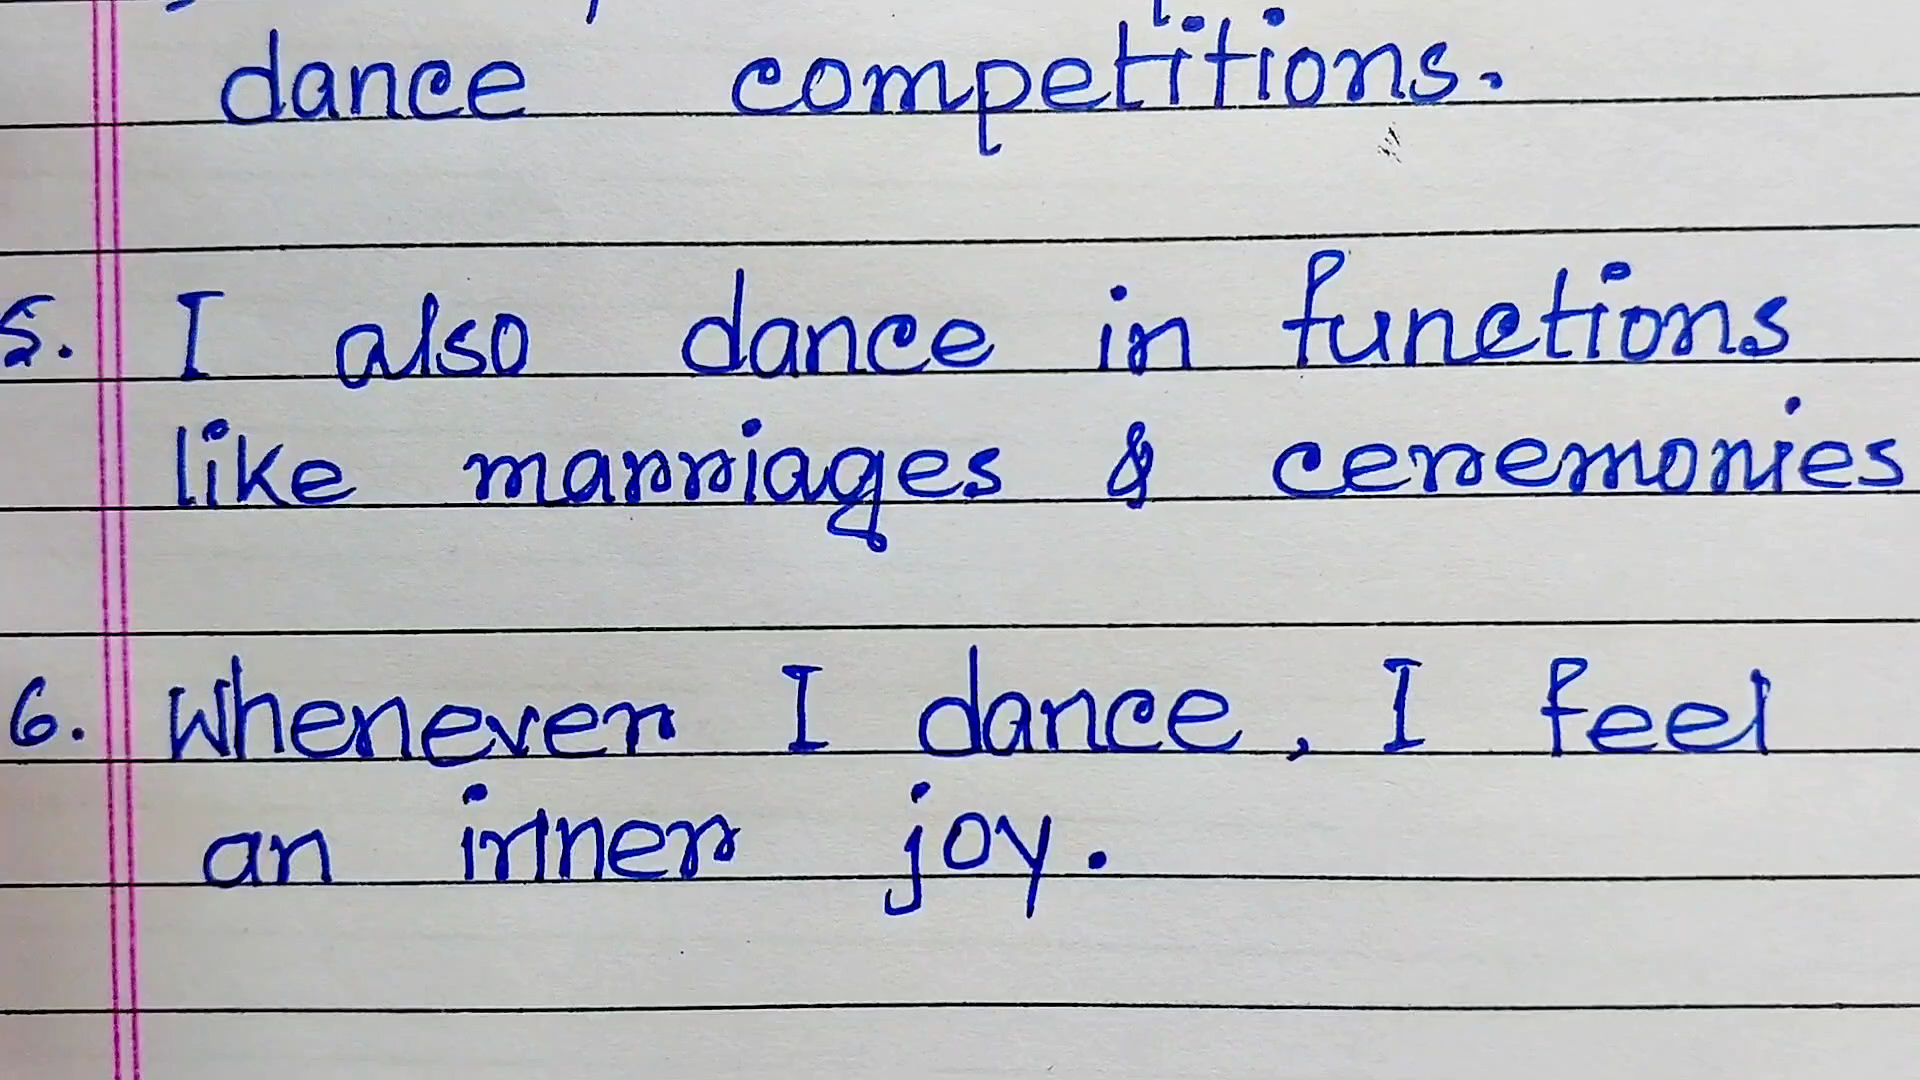 dance competitions.
5. I also dance in functions
like marriages & ceremonies
6. Whenever I dance, I feel
an inner joy.